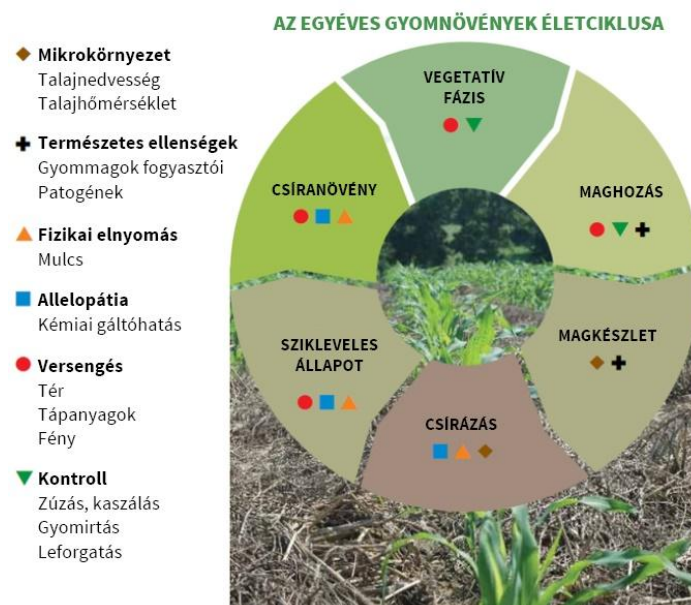 AZ EGYÉVES GYOMNÖVÉNYEK ÉLETCIKLUSA
Mikrokörnyezet
Talajnedvesség
Talajhőmérséklet
Természetes ellenségek
Gyommagok fogyasztói
Patogének
Fizikai elnyomás
Mulcs
Allelopátia
Kémiai gáltóhatás
Versengés
Tér
Tápanyagok
Fény
Kontroll
Zúzás, kaszálás
Gyomirtás
Leforgatás
VEGETATÍV
FÁZIS
MAGHOZÁS
MAGKÉSZLET
CSÍRÁZÁS
SZIKLEVELES
ÁLLAPOT
CSÍRANÖVÉNY